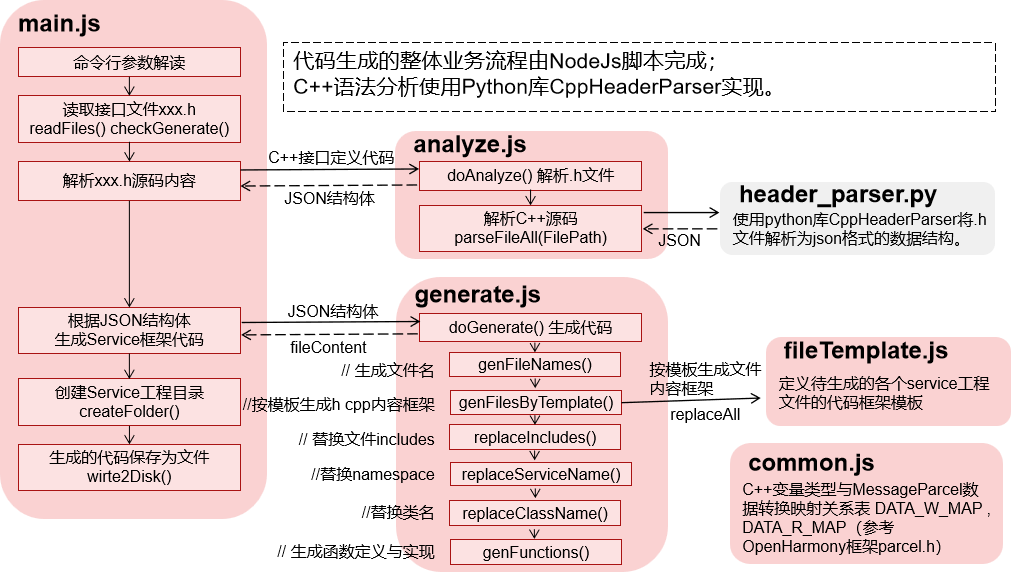 main.js
命令行参数解读
读取接口文件xxx.h
readFiles() checkGenerate()
解析xxx.h源码内容
根据JSON结构体
生成Service框架代码
创建Service工程目录
createFolder()
生成的代码保存为文件
wirte2Disk()
代码生成的整体业务流程由NodeJs脚本完成；
C++语法分析使用Python库CppHeaderParser实现。
C++接口定义代码
JSON结构体
analyze.js
doAnalyze() 解析.h文件
解析C++源码
parseFileAll(FilePath)
JSON
header_parser.py
使用python库CppHeaderParser将.h
文件解析为json格式的数据结构。
JSON结构体
fileContent
generate.js
doGenerate() 生成代码
// 生成文件名
genFileNames()
//按模板生成h cpp内容框架
genFilesByTemplate()
// 替换文件includes
replaceIncludes()
//替换namespace
replaceServiceName()
//替换类名
replaceClassName()
// 生成函数定义与实现
genFunctions()
按模板生成文件
内容框架
replaceAll
fileTemplate.js
定义待生成的各个service工程
文件的代码框架模板
common.js
C++变量类型与MessageParcel数
据转换映射关系表 DATA_W_MAP ,
DATA_R_MAP（参考
OpenHarmony框架parcel.h）